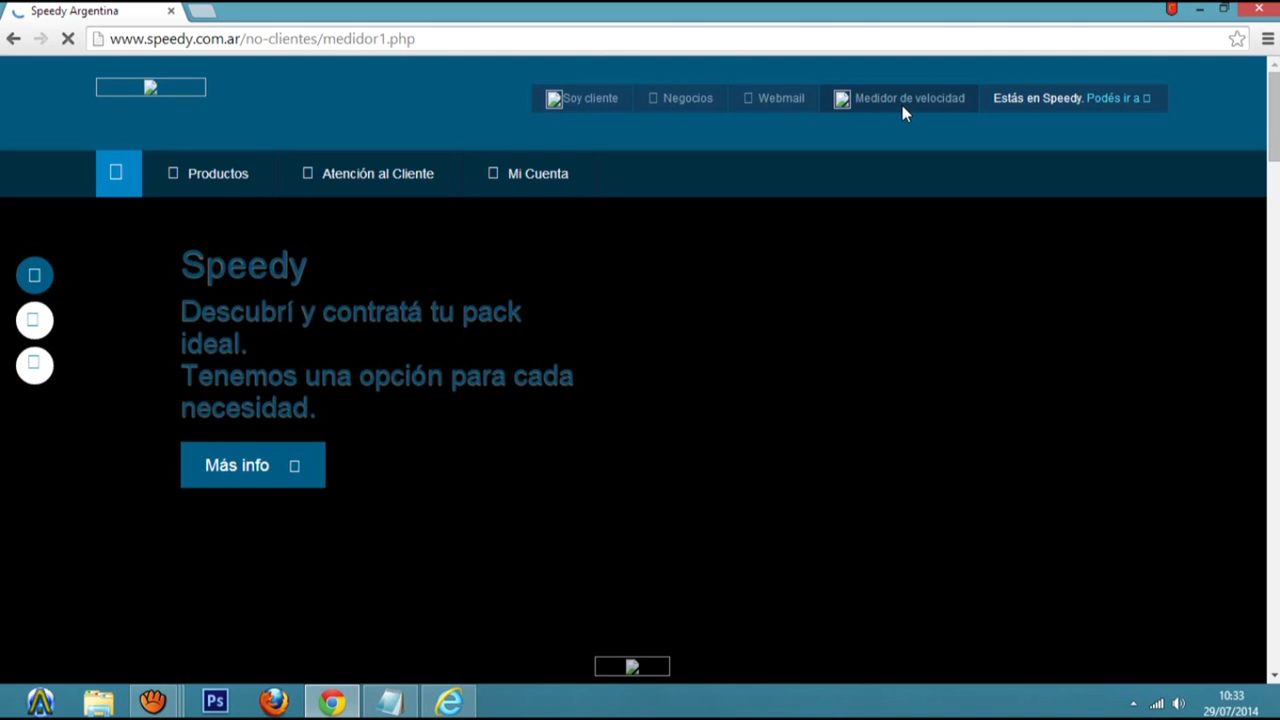 Speedy Argentina
www.speedy.com.ar/no-clientes/medidor1.php
Soy cliente
Negocios
Webmail
Medidor de velocidad
Estás en Speedy. Podés ir a
Productos
Atención al Cliente
Mi Cuenta
Speedy
Descubrí y contratá tu pack
ideal.
Tenemos una opción para cada
necesidad.
Más info
Ps
10:33
29/07/2014